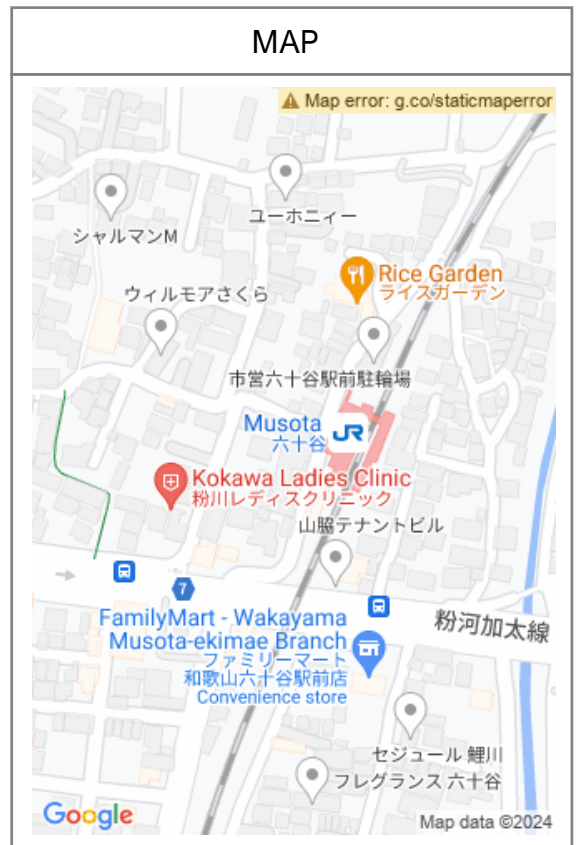 MAP
Map error: g.co/staticmaperror
ユーホニィー
シャルマンM
Rice Garden
ライスガーデン
ウィルモアさくら
市営六十谷駅前駐輪場
Musota
六十谷
JR
Kokawa Ladies Clinic
粉川レディスクリニック
山脇テナントビル
7
FamilyMart - Wakayama
Musota-ekimae Branch
ファミリーマート
和歌山六十谷駅前店
Convenience store
粉河加太線
セジュール 鯉川
フレグランス 六十谷
Google
Map data ©2024